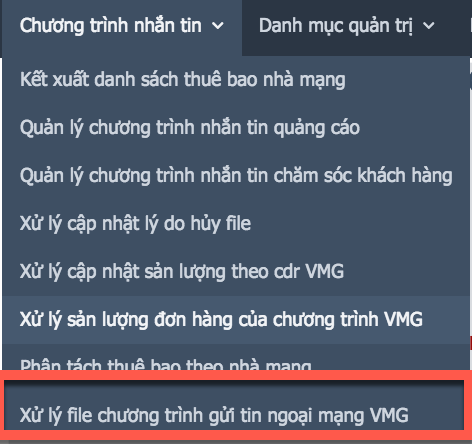 Chương trình nhắn tin
Danh mục quản trị
Kết xuất danh sách thuê bao nhà mạng
Quản lý chương trình nhắn tin quảng cáo
Quản lý chương trình nhắn tin chăm sóc khách hàng
Xử lý cập nhật lý do hủy file
Xử lý cập nhật sản lượng theo cdr VMG
Xử lý sản lượng đơn hàng của chương trình VMG
Phân tách thuê bao theo nhà mạng
Xử lý file chương trình gửi tin ngoại mạng VMG